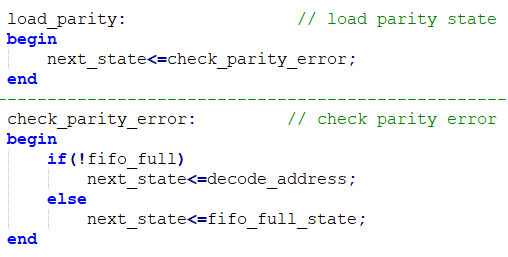 load_parity: // load parity state
begin
next_state<=check_parity_error;
end
check_parity_error: // check parity error
begin
if(!fifo_full)
next_state<=decode_address;
else
next_state<=fifo_full_state;
end